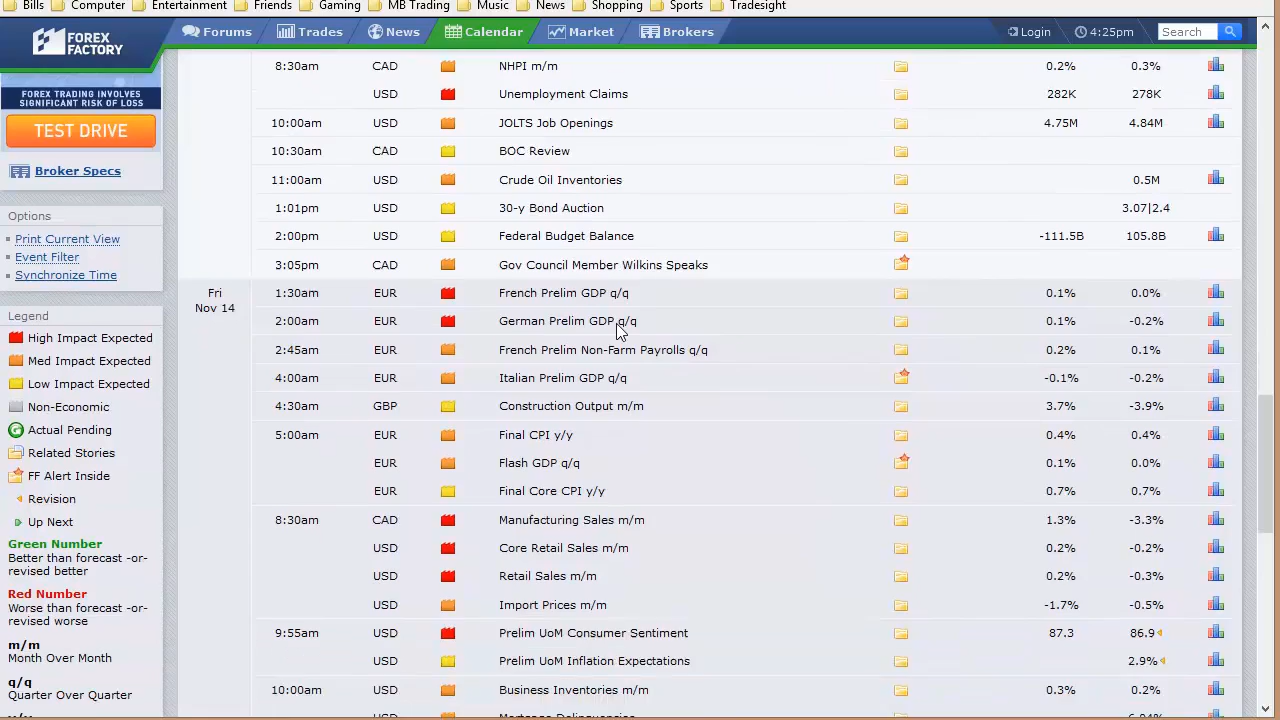 Bills Computer Entertainment Friends Gaming MB Trading Music News Shopping Sports Tradesight
FOREX FACTORY Forums Trades News Calendar Market Brokers Login 4:25pm Search
FOREX TRADING INVOLVES
SIGNIFICANT RISK OF LOSS
TEST DRIVE
Broker Specs
Options
Print Current View
Event Filter
Synchronize Time
Legend
High Impact Expected
Med Impact Expected
Low Impact Expected
Non-Economic
Actual Pending
Related Stories
FF Alert Inside
Revision
Up Next
Green Number
Better than forecast -or-
revised better
Red Number
Worse than forecast -or-
revised worse
m/m
Month Over Month
q/q
Quarter Over Quarter
8:30am CAD NHPI m/m 0.2% 0.3%
USD Unemployment Claims 282K 278K
10:00am USD JOLTS Job Openings 4.75M 4.84M
10:30am CAD BOC Review
11:00am USD Crude Oil Inventories 0.5M
1:01pm USD 30-y Bond Auction 3.07|2.4
2:00pm USD Federal Budget Balance -111.5B 105.8B
3:05pm CAD Gov Council Member Wilkins Speaks
Fri 1:30am EUR French Prelim GDP q/q 0.1% 0.0%
Nov 14
2:00am EUR German Prelim GDP q/q 0.1% -0.2%
2:45am EUR French Prelim Non-Farm Payrolls q/q 0.2% 0.1%
4:00am EUR Italian Prelim GDP q/q -0.1% -0.2%
4:30am GBP Construction Output m/m 3.7% -3.9%
5:00am EUR Final CPI y/y 0.4% 0.4%
EUR Flash GDP q/q 0.1% 0.0%
EUR Final Core CPI y/y 0.7% 0.7%
8:30am CAD Manufacturing Sales m/m 1.3% -3.3%
USD Core Retail Sales m/m 0.2% -0.2%
USD Retail Sales m/m 0.2% -0.3%
USD Import Prices m/m -1.7% -0.5%
9:55am USD Prelim UoM Consumer Sentiment 87.3 86.9
USD Prelim UoM Inflation Expectations 2.9%
10:00am USD Business Inventories m/m 0.3% 0.2%